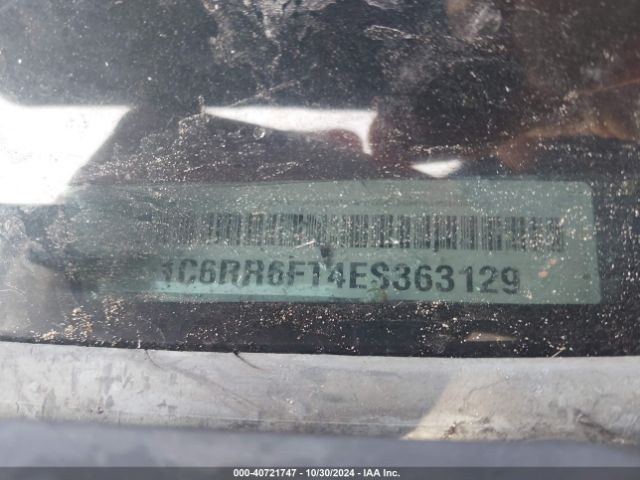 1C6RR6FT4ES363129
000-40721747 - 10/30/2024 - IAA Inc.